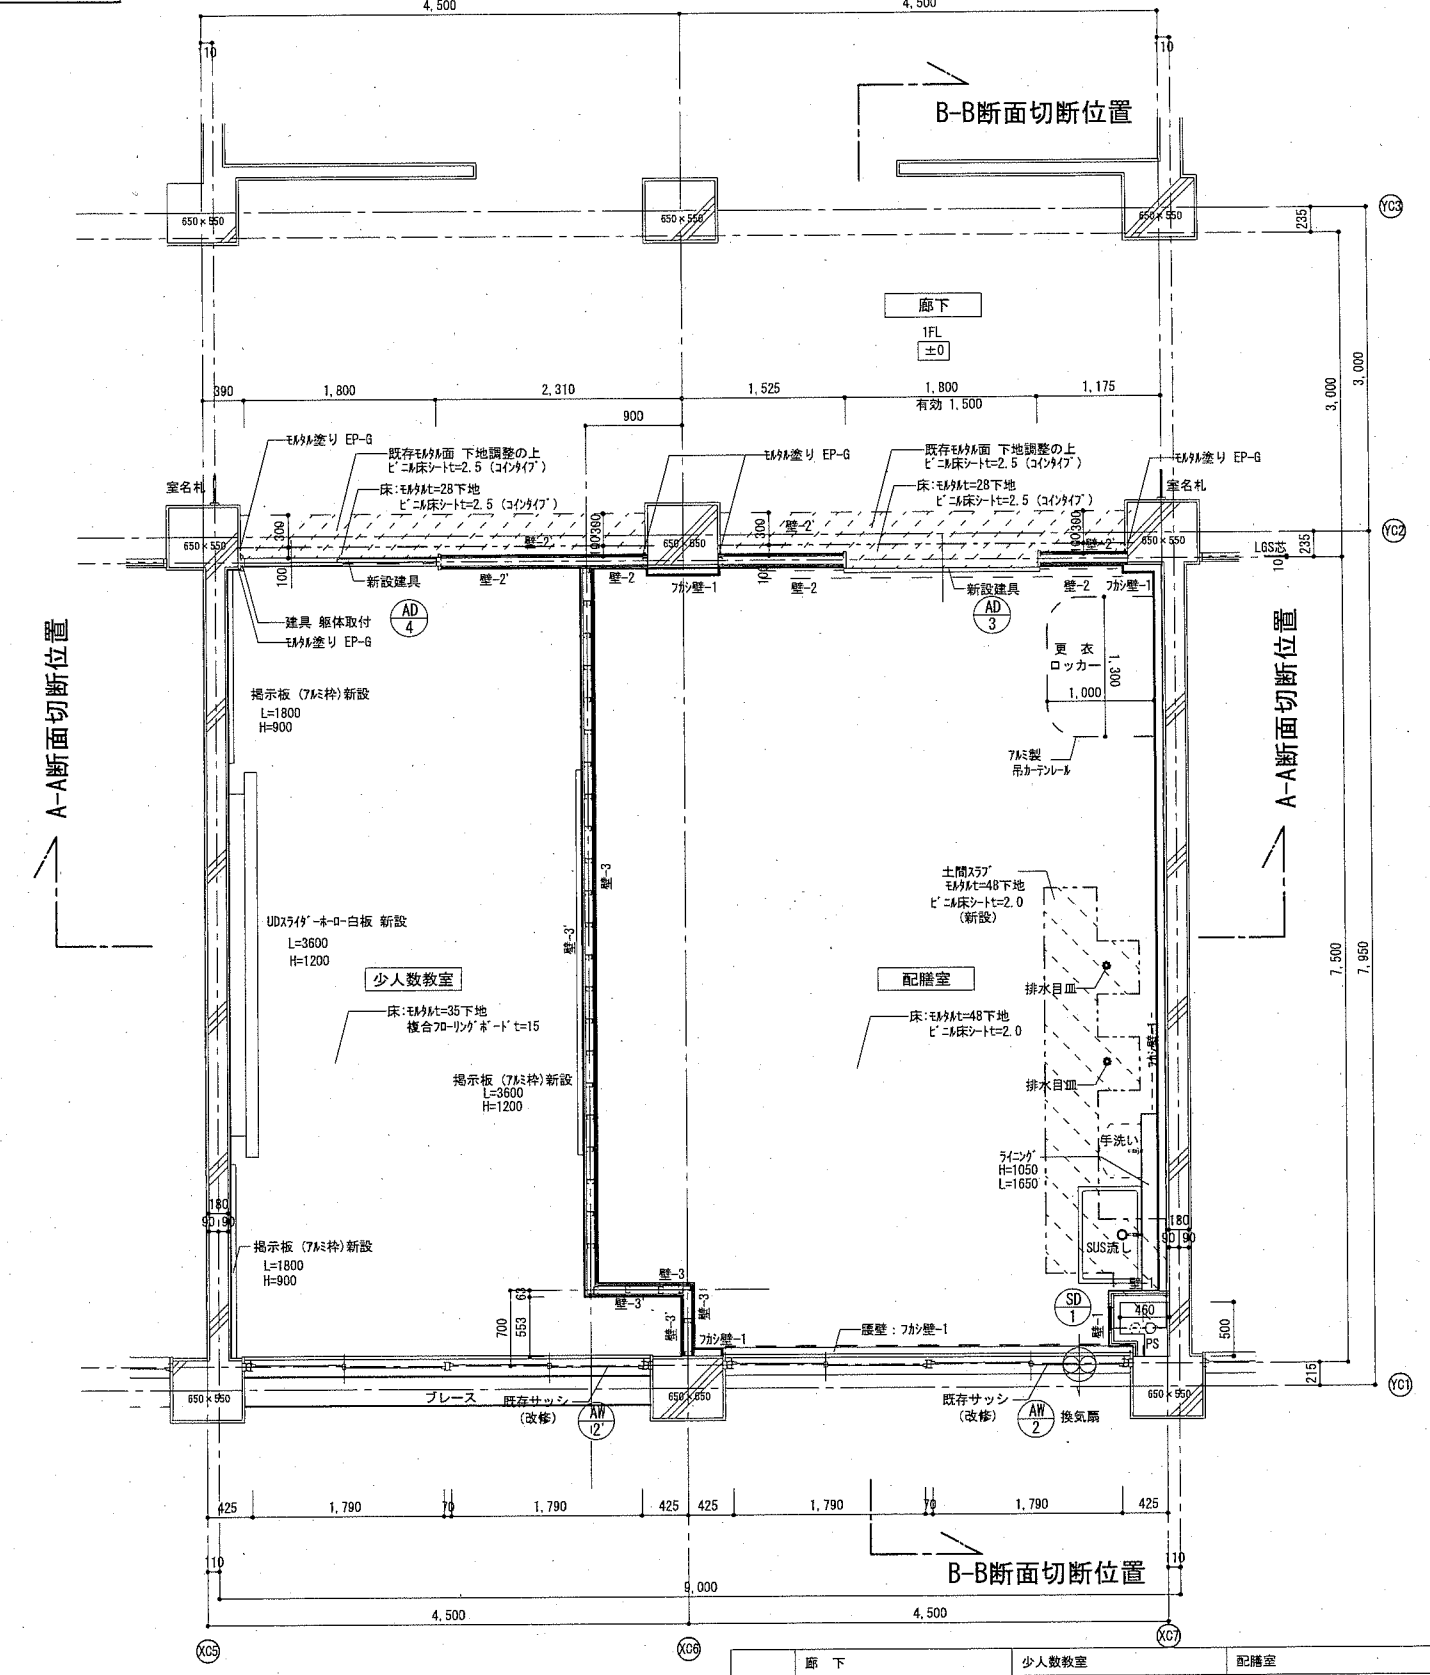 4,500
4,500
110
110
B-B断面切断位置
650×550
650×550
650×550
YC3
235
廊下
1FL
±0
3,000
3,000
390
1,800
2,310
1,525
1,800
1,175
有効 1,500
900
ﾓﾙﾀﾙ塗り EP-G
既存ﾓﾙﾀﾙ面 下地調整の上
ﾋﾞﾆﾙ床ｼｰﾄt=2.5 (ｺｲﾝﾀｲﾌﾟ)
床:ﾓﾙﾀﾙt=28下地
ﾋﾞﾆﾙ床ｼｰﾄt=2.5 (ｺｲﾝﾀｲﾌﾟ)
ﾓﾙﾀﾙ塗り EP-G
既存ﾓﾙﾀﾙ面 下地調整の上
ﾋﾞﾆﾙ床ｼｰﾄt=2.5 (ｺｲﾝﾀｲﾌﾟ)
床:ﾓﾙﾀﾙt=28下地
ﾋﾞﾆﾙ床ｼｰﾄt=2.5 (ｺｲﾝﾀｲﾌﾟ)
ﾓﾙﾀﾙ塗り EP-G
室名札
室名札
650×550
650×550
650×550
300
100
壁-2'
100
300
300
100
壁-2'
100
300
壁-2'
YC2
235
LGS芯
10
新設建具
壁-2'
壁-2
ﾌｶｼ壁-1
壁-2
新設建具
壁-2
ﾌｶｼ壁-1
AD
4
AD
3
建具 躯体取付
ﾓﾙﾀﾙ塗り EP-G
更 衣
ロッカー
1,300
1,000
ｱﾙﾐ製
吊ｶｰﾃﾝﾚｰﾙ
A-A断面切断位置
A-A断面切断位置
掲示板 (ｱﾙﾐ枠)新設
L=1800
H=900
壁-3
壁-3'
土間ｽﾗﾌﾞ
ﾓﾙﾀﾙt=48下地
ﾋﾞﾆﾙ床ｼｰﾄt=2.0
(新設)
UDｽﾗｲﾀﾞｰﾎｰﾛｰ白板 新設
L=3600
H=1200
少人数教室
配膳室
7,500
7,950
床:ﾓﾙﾀﾙt=35下地
複合ﾌﾛｰﾘﾝｸﾞﾎﾞｰﾄﾞt=15
床:ﾓﾙﾀﾙt=48下地
ﾋﾞﾆﾙ床ｼｰﾄt=2.0
排水目皿
排水目皿
ﾌｶｼ壁-1
掲示板 (ｱﾙﾐ枠)新設
L=3600
H=1200
手洗い
ﾗｲﾆﾝｸﾞ
H=1050
L=1650
SUS流し
180
90
90
180
90
90
掲示板 (ｱﾙﾐ枠)新設
L=1800
H=900
壁-3
壁-3'
壁-3
壁-3'
63
700
553
ﾌｶｼ壁-1
腰壁：ﾌｶｼ壁-1
SD
1
壁-1
460
PS
500
215
YC1
650×550
650×550
650×550
ブレース
既存サッシ
(改修)
AW
2'
既存サッシ
(改修)
AW
2
換気扇
425
1,790
70
1,790
425
425
1,790
70
1,790
425
110
110
B-B断面切断位置
9,000
4,500
4,500
XC5
XC6
XC7
廊 下
少人数教室
配膳室